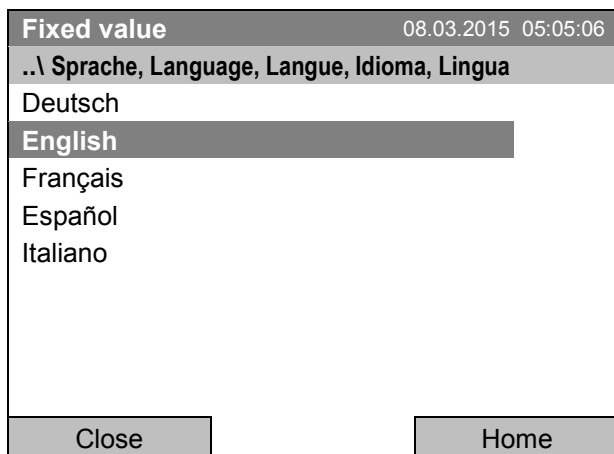 Fixed value 08.03.2015 05:05:06
..\ Sprache, Language, Langue, Idioma, Lingua
Deutsch
English
Français
Español
Italiano
Close Home